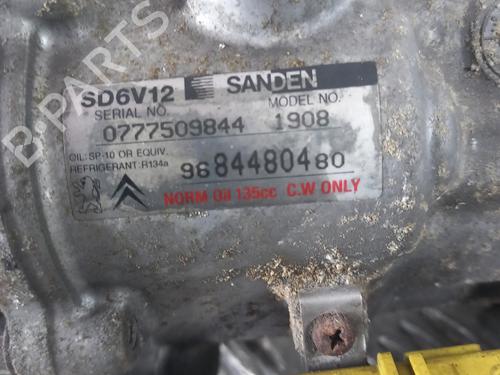 B-PARTS
SD6V12 SANDEN
SERIAL NO. MODEL NO.
0777509844 1908
OIL:SP-10 OR EQUIV.
REFRIGERANT:R134a
9684480480
NORM Oil 135cc C.W ONLY